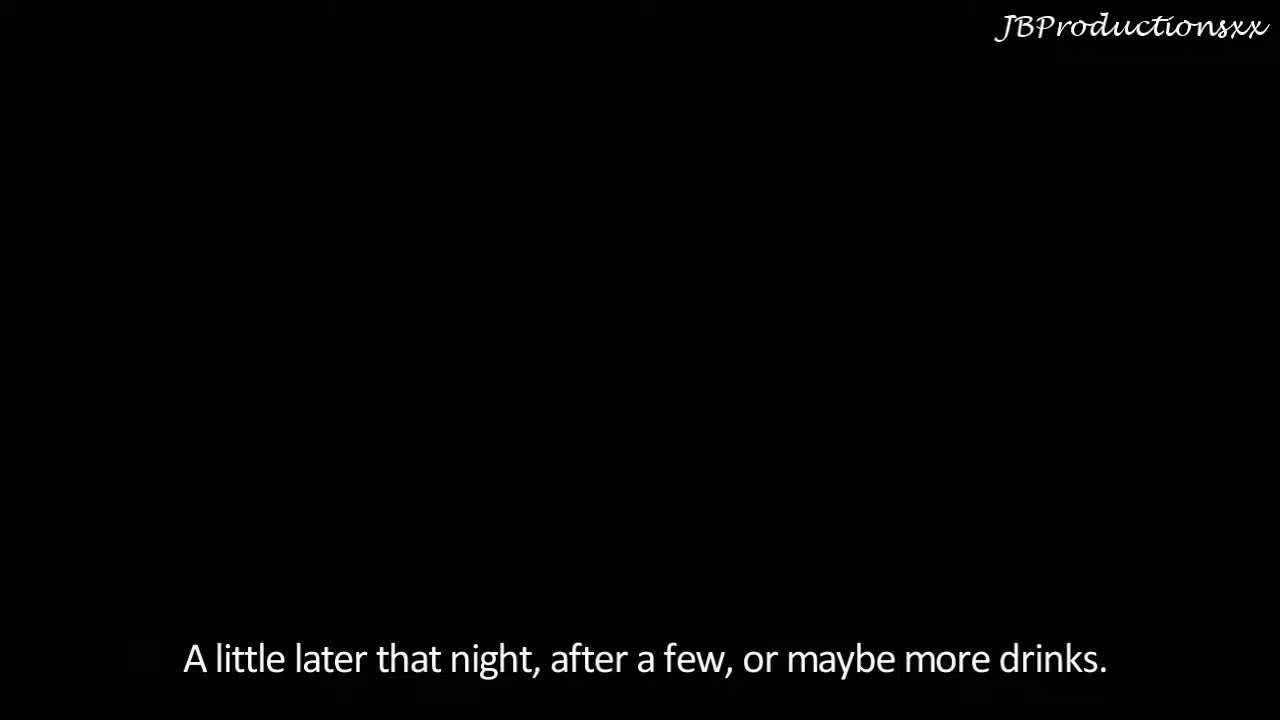 JBProductionsxx
A little later that night, after a few, or maybe more drinks.